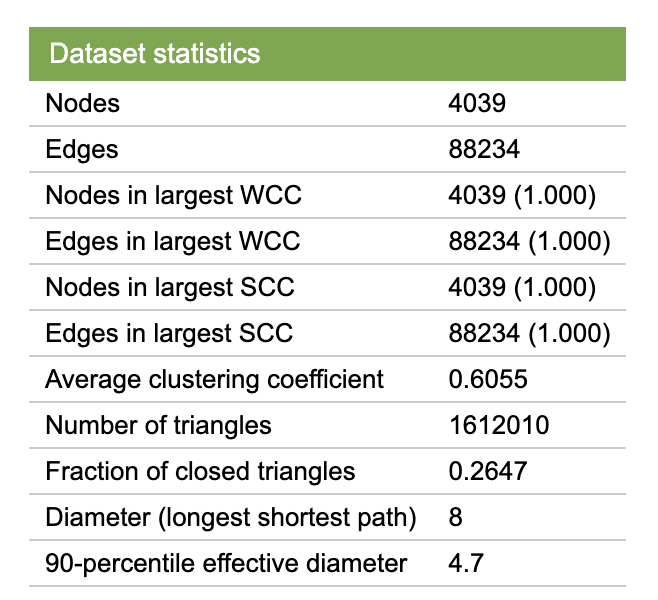 Dataset statistics
Nodes 4039
Edges 88234
Nodes in largest WCC 4039 (1.000)
Edges in largest WCC 88234 (1.000)
Nodes in largest SCC 4039 (1.000)
Edges in largest SCC 88234 (1.000)
Average clustering coefficient 0.6055
Number of triangles 1612010
Fraction of closed triangles 0.2647
Diameter (longest shortest path) 8
90-percentile effective diameter 4.7